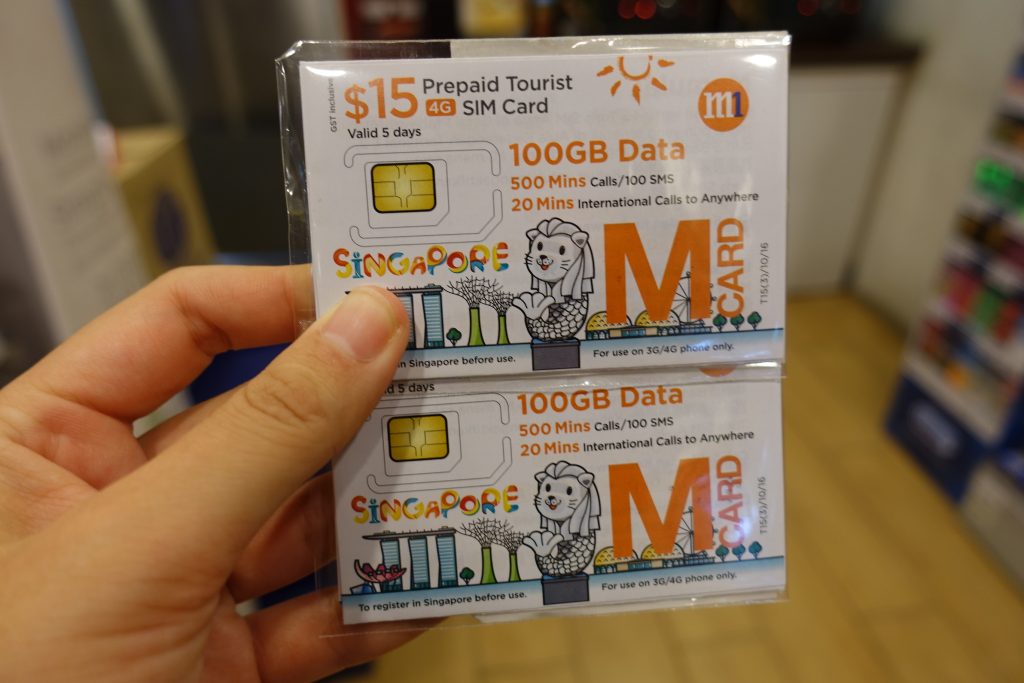 GST inclusive
$15 Prepaid Tourist
4G SIM Card
Valid 5 days
m1
100GB Data
500 Mins Calls/100 SMS
20 Mins International Calls to Anywhere
SiNGAPORE
M CARD
T15(3)/10/16
in Singapore before use.
For use on 3G/4G phone only.
5 days
100GB Data
500 Mins Calls/100 SMS
20 Mins International Calls to Anywhere
SiNGAPORE
M CARD
T15(3)/10/16
To register in Singapore before use.
For use on 3G/4G phone only.